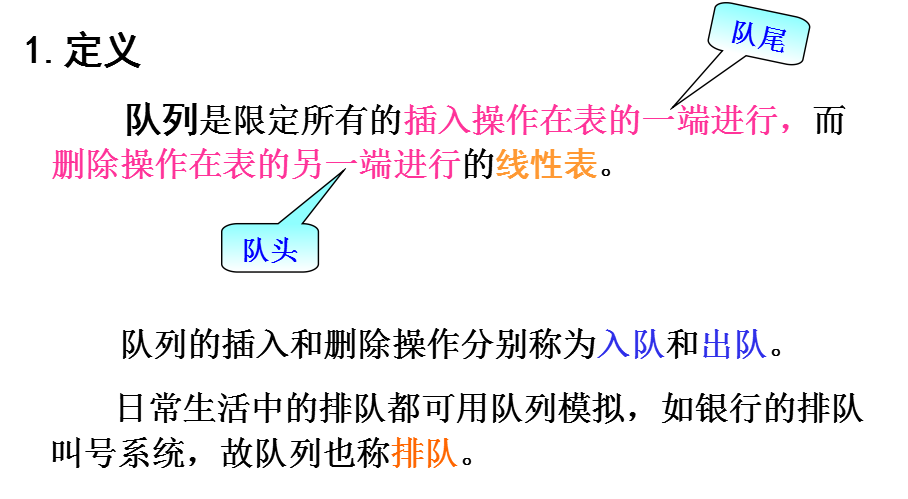 1.定义
队尾
队列是限定所有的插入操作在表的一端进行，而
删除操作在表的另一端进行的线性表。
队头
队列的插入和删除操作分别称为入队和出队。
日常生活中的排队都可用队列模拟，如银行的排队
叫号系统，故队列也称排队。